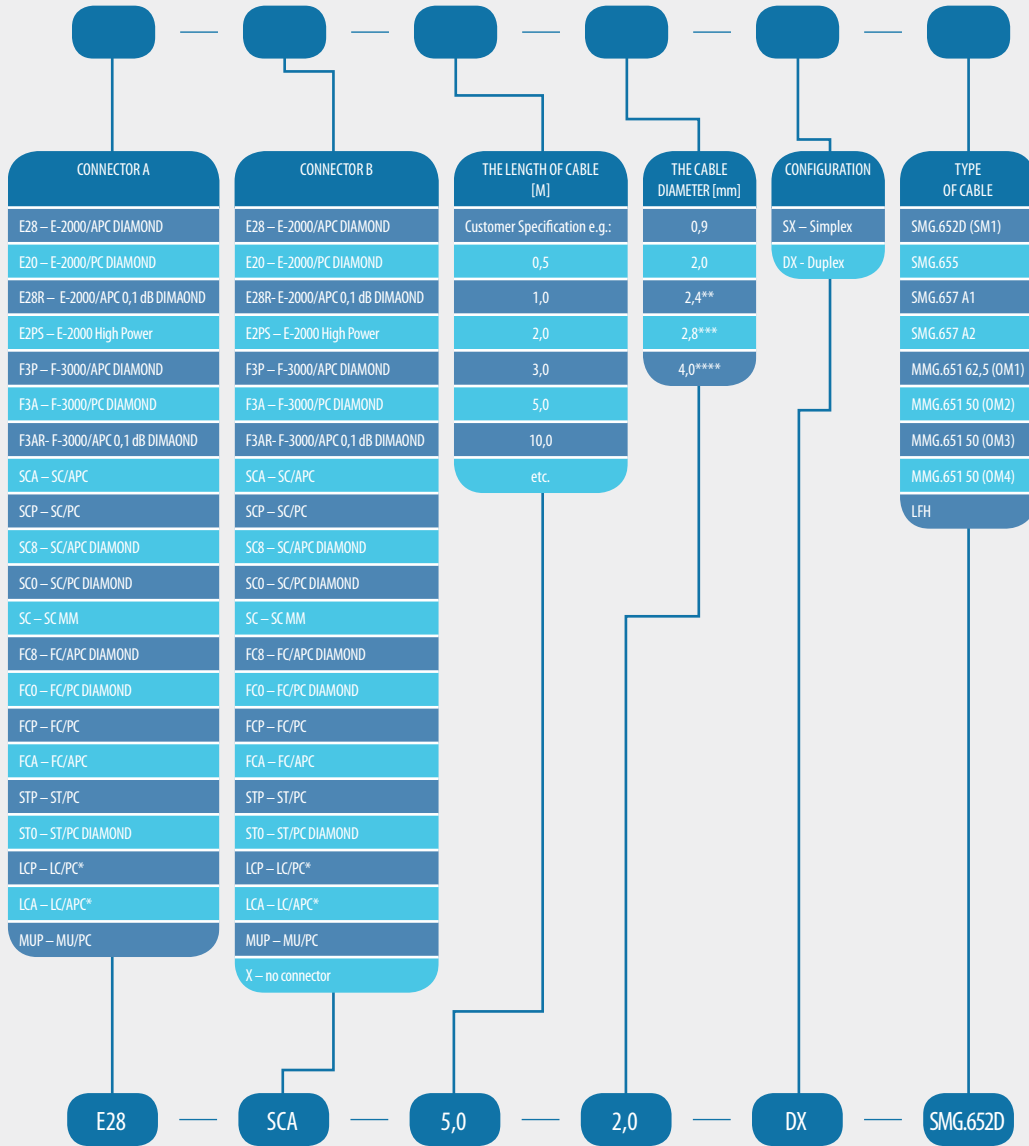 CONNECTOR A
E28 – E-2000/APC DIAMOND
E20 – E-2000/PC DIAMOND
E28R – E-2000/APC 0,1 dB DIMAOND
E2PS – E-2000 High Power
F3P – F-3000/APC DIAMOND
F3A – F-3000/PC DIAMOND
F3AR- F-3000/APC 0,1 dB DIMAOND
SCA – SC/APC
SCP – SC/PC
SC8 – SC/APC DIAMOND
SC0 – SC/PC DIAMOND
SC – SC MM
FC8 – FC/APC DIAMOND
FC0 – FC/PC DIAMOND
FCP – FC/PC
FCA – FC/APC
STP – ST/PC
ST0 – ST/PC DIAMOND
LCP – LC/PC*
LCA – LC/APC*
MUP – MU/PC
CONNECTOR B
E28 – E-2000/APC DIAMOND
E20 – E-2000/PC DIAMOND
E28R- E-2000/APC 0,1 dB DIMAOND
E2PS – E-2000 High Power
F3P – F-3000/APC DIAMOND
F3A – F-3000/PC DIAMOND
F3AR- F-3000/APC 0,1 dB DIMAOND
SCA – SC/APC
SCP – SC/PC
SC8 – SC/APC DIAMOND
SC0 – SC/PC DIAMOND
SC – SC MM
FC8 – FC/APC DIAMOND
FC0 – FC/PC DIAMOND
FCP – FC/PC
FCA – FC/APC
STP – ST/PC
ST0 – ST/PC DIAMOND
LCP – LC/PC*
LCA – LC/APC*
MUP – MU/PC
X – no connector
THE LENGTH OF CABLE
[M]
Customer Specification e.g.:
0,5
1,0
2,0
3,0
5,0
10,0
etc.
THE CABLE
DIAMETER [mm]
0,9
2,0
2,4**
2,8***
4,0****
CONFIGURATION
SX – Simplex
DX - Duplex
TYPE
OF CABLE
SMG.652D (SM1)
SMG.655
SMG.657 A1
SMG.657 A2
MMG.651 62,5 (OM1)
MMG.651 50 (OM2)
MMG.651 50 (OM3)
MMG.651 50 (OM4)
LFH
E28 — SCA — 5,0 — 2,0 — DX — SMG.652D